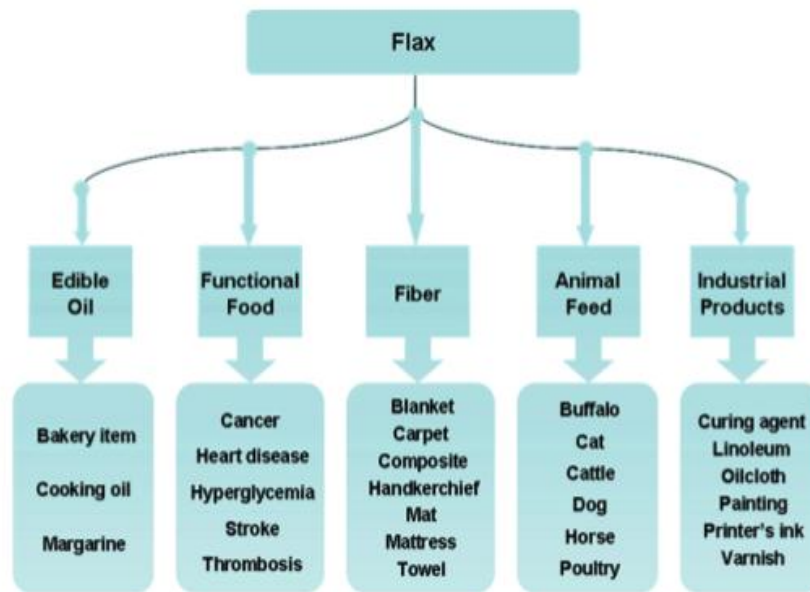 Flax
Edible
Oil
Functional
Food
Fiber
Animal
Feed
Industrial
Products
Bakery item
Cooking oil
Margarine
Cancer
Heart disease
Hyperglycemia
Stroke
Thrombosis
Blanket
Carpet
Composite
Handkerchief
Mat
Mattress
Towel
Buffalo
Cat
Cattle
Dog
Horse
Poultry
Curing agent
Linoleum
Oilcloth
Painting
Printer's ink
Varnish